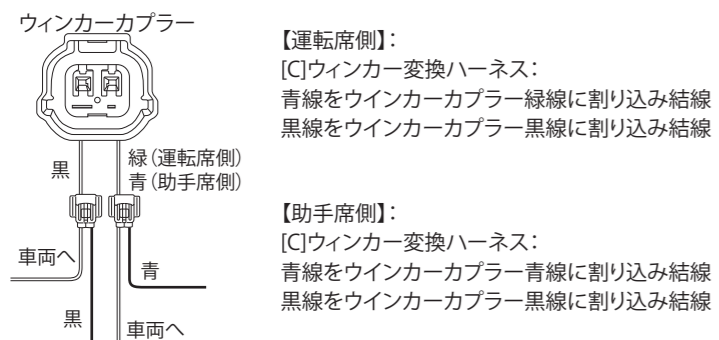 ウィンカーカプラー
黒
緑（運転席側）
青（助手席側）
車両へ
青
黒
車両へ
【運転席側】：
[C]ウィンカー変換ハーネス：
青線をウインカーカプラー緑線に割り込み結線
黒線をウインカーカプラー黒線に割り込み結線
【助手席側】：
[C]ウィンカー変換ハーネス：
青線をウインカーカプラー青線に割り込み結線
黒線をウインカーカプラー黒線に割り込み結線